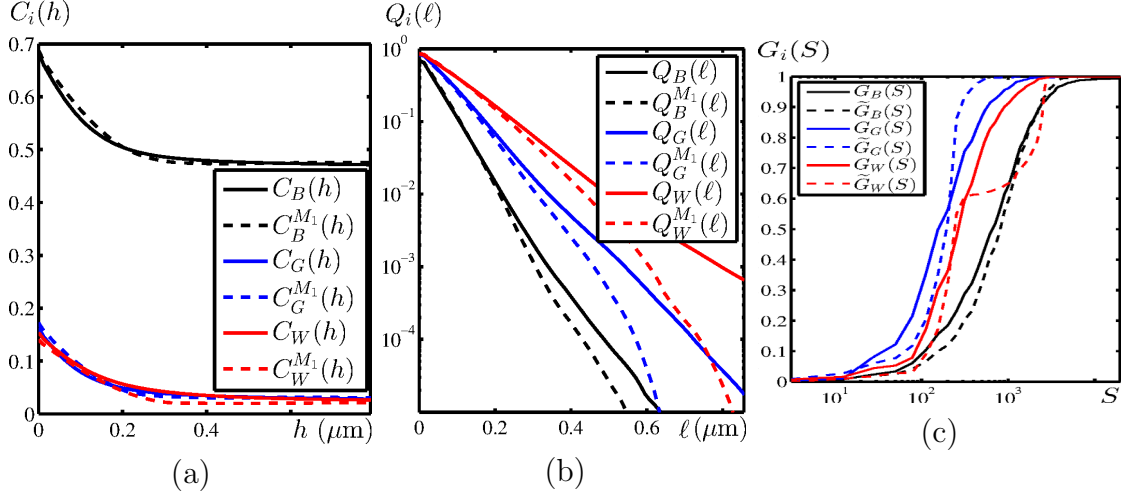 C_i(h)
0.7
0.6
0.5
0.4
0.3
0.2
0.1
0
0 0.2 0.4 h (μm)
C_B(h)
C_B^{M_1}(h)
C_G(h)
C_G^{M_1}(h)
C_W(h)
C_W^{M_1}(h)
(a)
Q_i(ℓ)
10^0
10^{-1}
10^{-2}
10^{-3}
10^{-4}
0 0.2 0.4 0.6 ℓ (μm)
Q_B(ℓ)
Q_B^{M_1}(ℓ)
Q_G(ℓ)
Q_G^{M_1}(ℓ)
Q_W(ℓ)
Q_W^{M_1}(ℓ)
(b)
G_i(S)
1
0.9
0.8
0.7
0.6
0.5
0.4
0.3
0.2
0.1
0
10^1 10^2 10^3 S
G_B(S)
G̃_B(S)
G_G(S)
G̃_G(S)
G_W(S)
G̃_W(S)
(c)